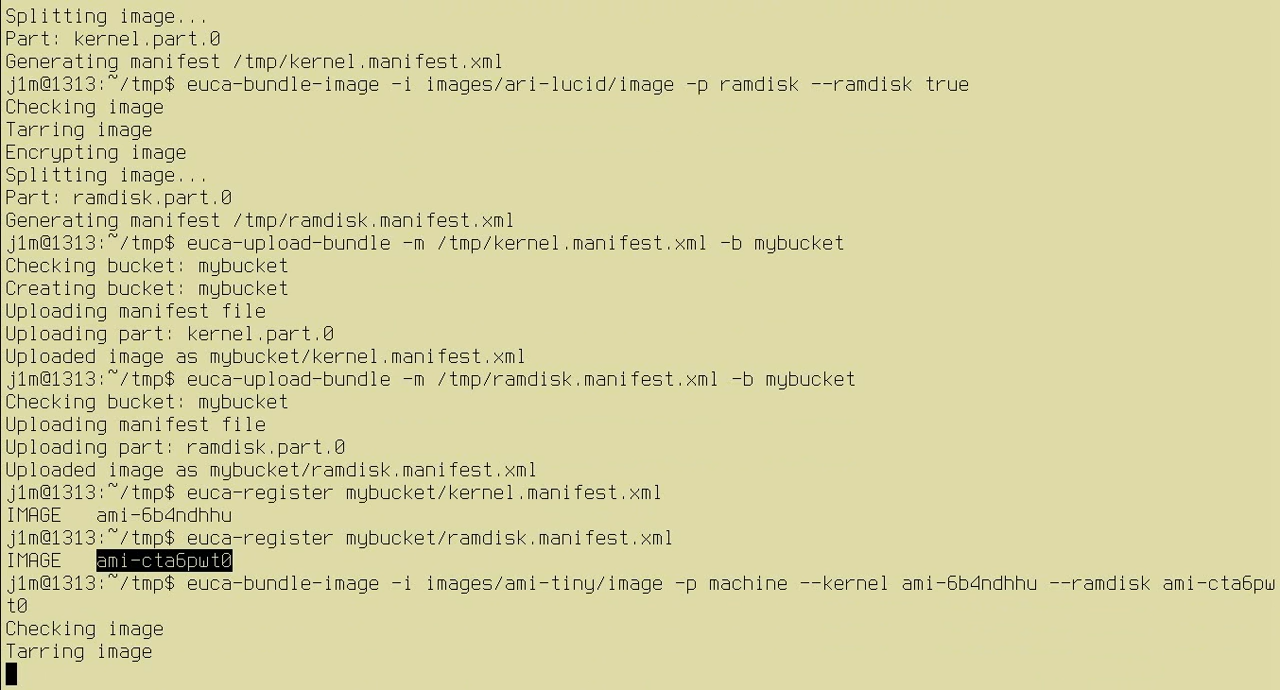 Splitting image...
Part: kernel.part.0
Generating manifest /tmp/kernel.manifest.xml
j1m@1313:~/tmp$ euca-bundle-image -i images/ari-lucid/image -p ramdisk --ramdisk true
Checking image
Tarring image
Encrypting image
Splitting image...
Part: ramdisk.part.0
Generating manifest /tmp/ramdisk.manifest.xml
j1m@1313:~/tmp$ euca-upload-bundle -m /tmp/kernel.manifest.xml -b mybucket
Checking bucket: mybucket
Creating bucket: mybucket
Uploading manifest file
Uploading part: kernel.part.0
Uploaded image as mybucket/kernel.manifest.xml
j1m@1313:~/tmp$ euca-upload-bundle -m /tmp/ramdisk.manifest.xml -b mybucket
Checking bucket: mybucket
Uploading manifest file
Uploading part: ramdisk.part.0
Uploaded image as mybucket/ramdisk.manifest.xml
j1m@1313:~/tmp$ euca-register mybucket/kernel.manifest.xml
IMAGE   ami-6b4ndhhu
j1m@1313:~/tmp$ euca-register mybucket/ramdisk.manifest.xml
IMAGE   ami-cta6pwt0
j1m@1313:~/tmp$ euca-bundle-image -i images/ami-tiny/image -p machine --kernel ami-6b4ndhhu --ramdisk ami-cta6pw
t0
Checking image
Tarring image